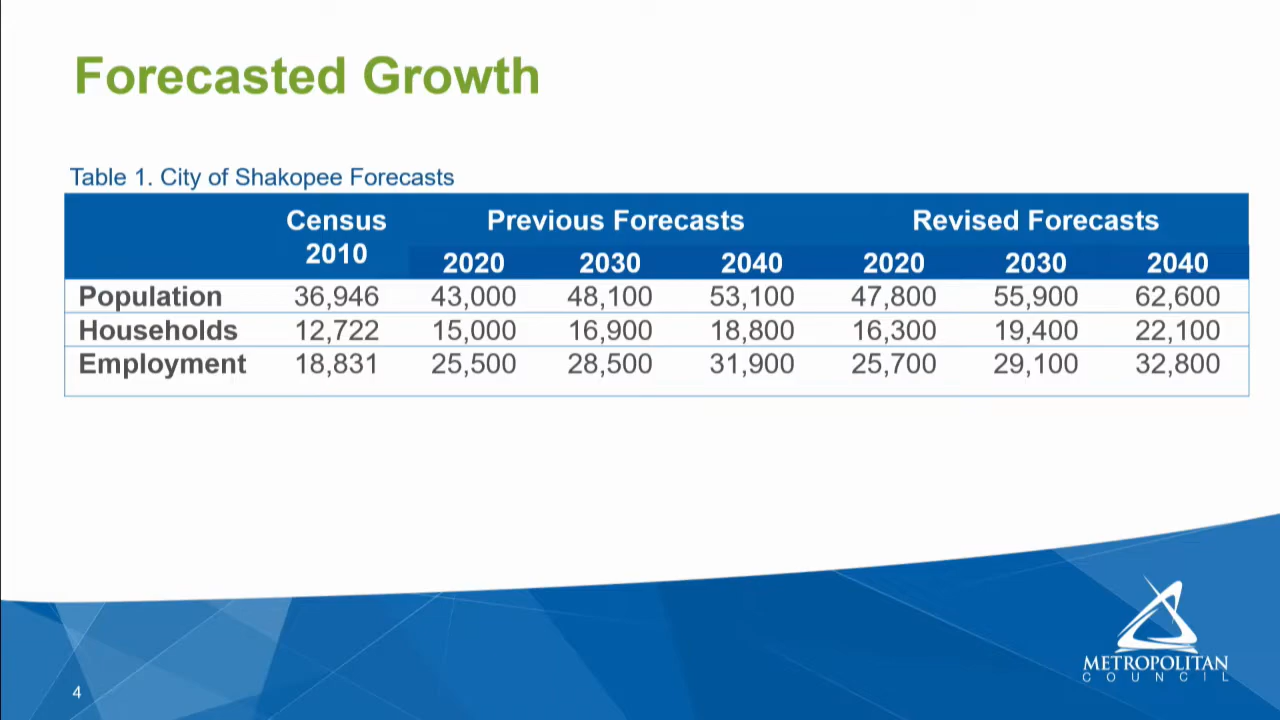 Forecasted Growth
Table 1. City of Shakopee Forecasts
Census 2010 Previous Forecasts Revised Forecasts
2020 2030 2040 2020 2030 2040
Population 36,946 43,000 48,100 53,100 47,800 55,900 62,600
Households 12,722 15,000 16,900 18,800 16,300 19,400 22,100
Employment 18,831 25,500 28,500 31,900 25,700 29,100 32,800
METROPOLITAN
COUNCIL
4